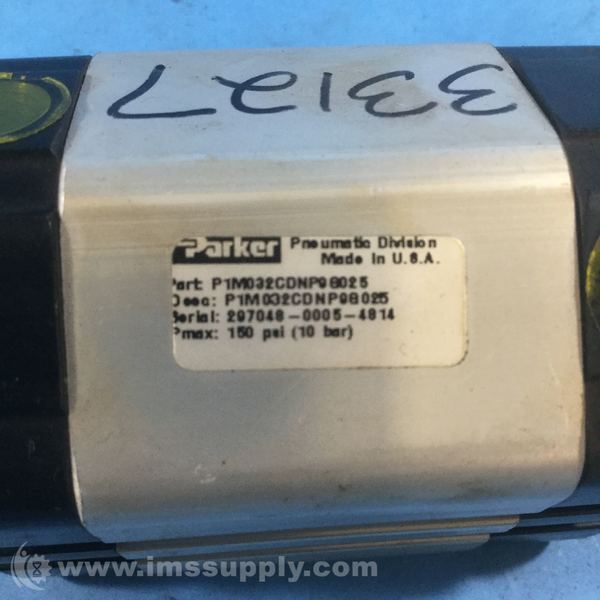 33127
Parker Pneumatic Division
Made in U.S.A.
Part: P1M032CDNP9B025
Desc: P1M032CDNP9B025
Serial: 297048-0005-4814
Pmax: 150 psi (10 bar)
www.imssupply.com